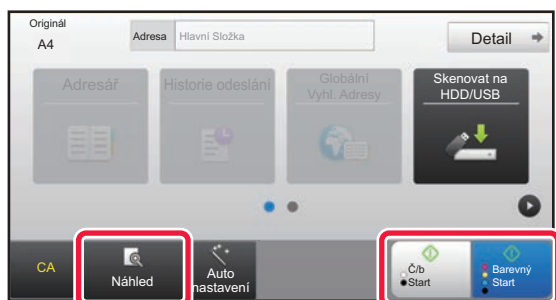 Originál
A4
Adresa
Hlavní Složka
Detail
Adresář
Historie odeslání
Globální
Vyhl. Adresy
Skenovat na
HDD/USB
CA
Náhled
Auto
nastavení
Č/b
Start
Barevný
Start